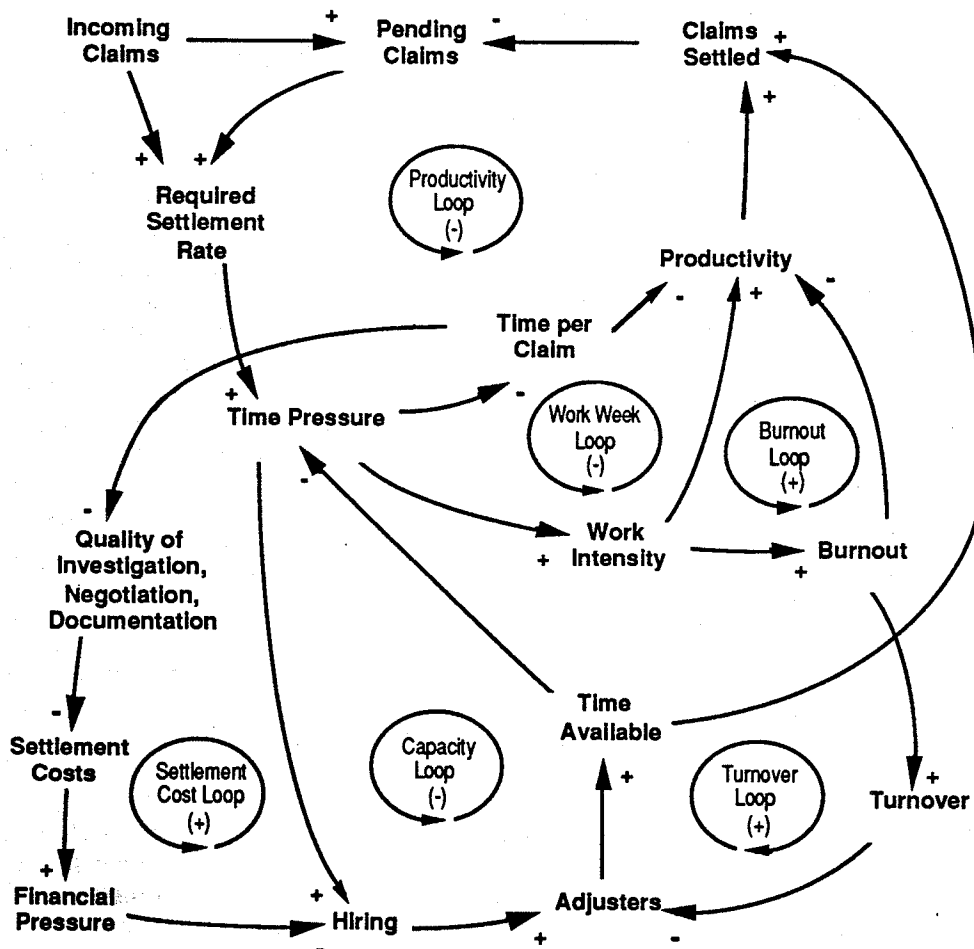 Incoming
Claims
+
Pending
Claims
-
Claims
Settled
+
+
+
+
Required
Settlement
Rate
Productivity
Loop
(-)
Productivity
-
+
-
Time per
Claim
-
+
Time Pressure
-
Work Week
Loop
(-)
Burnout
Loop
(+)
-
Quality of
Investigation,
Negotiation,
Documentation
+
Work
Intensity
+
Burnout
-
Settlement
Costs
Settlement
Cost Loop
(+)
Capacity
Loop
(-)
Time
Available
+
Turnover
Loop
(+)
+
Turnover
+
Financial
Pressure
+
Hiring
+
Adjusters
-